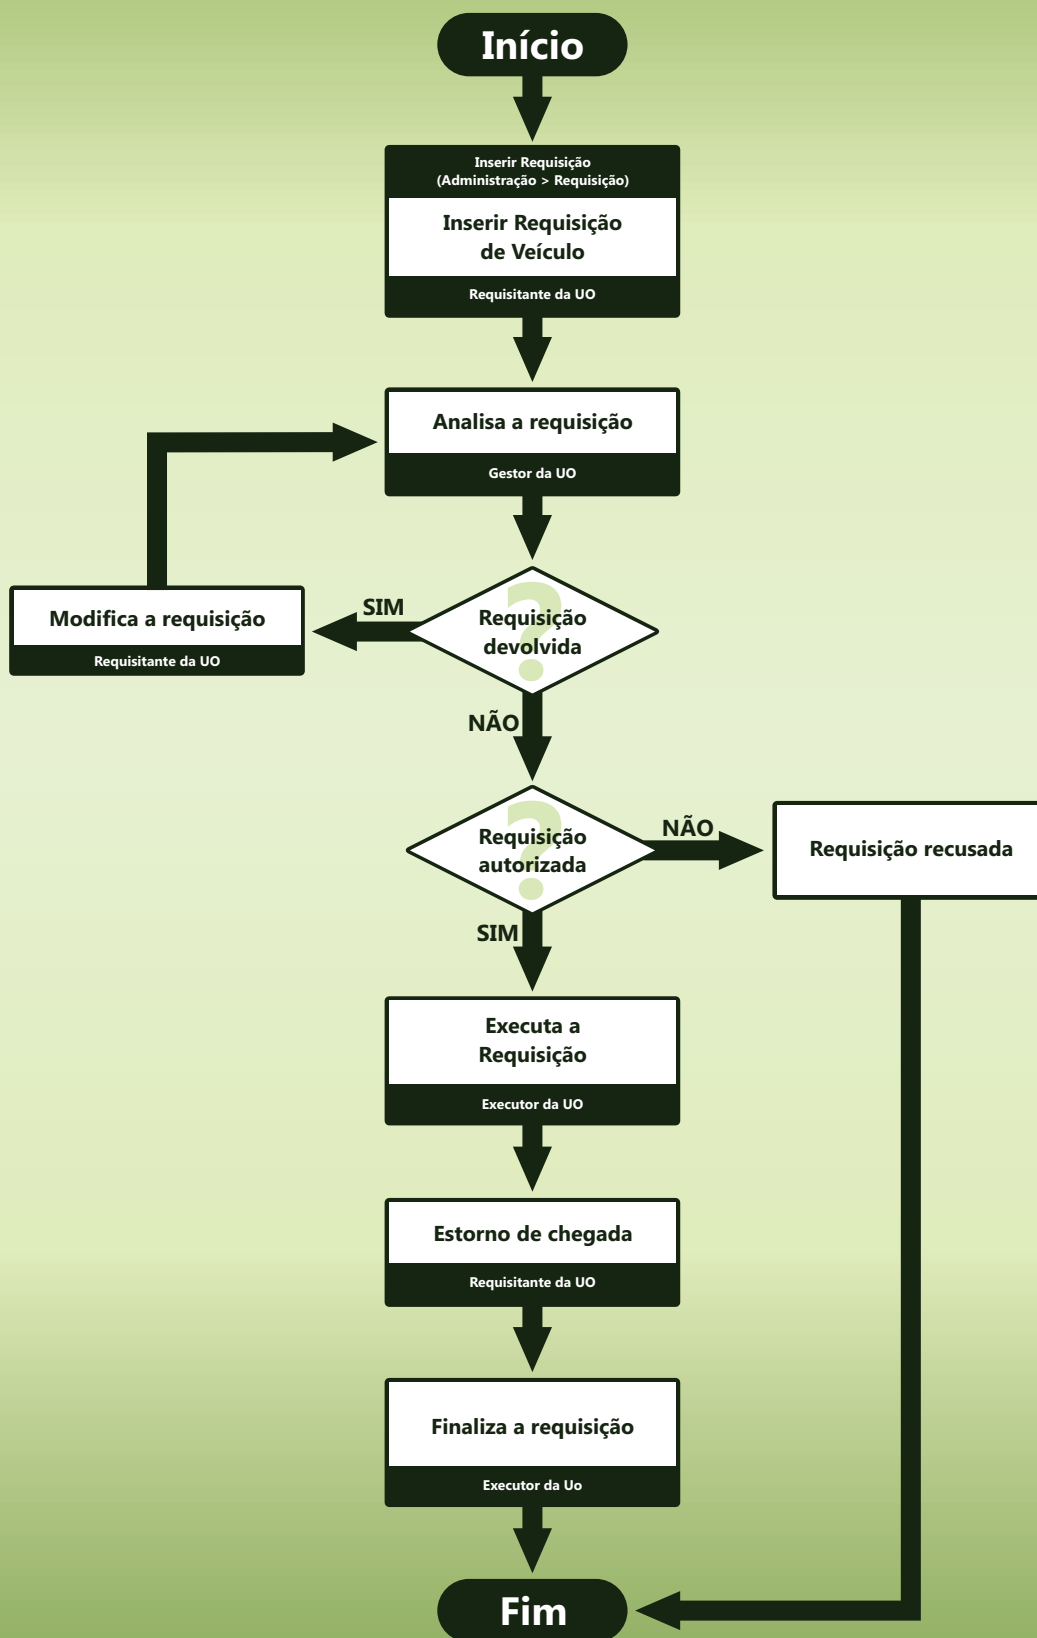 Início
Inserir Requisição
(Administração > Requisição)
Inserir Requisição
de Veículo
Requisitante da UO
Analisa a requisição
Gestor da UO
SIM
?
Requisição
devolvida
Modifica a requisição
Requisitante da UO
NÃO
?
Requisição
autorizada
NÃO
Requisição recusada
SIM
Executa a
Requisição
Executor da UO
Estorno de chegada
Requisitante da UO
Finaliza a requisição
Executor da Uo
Fim